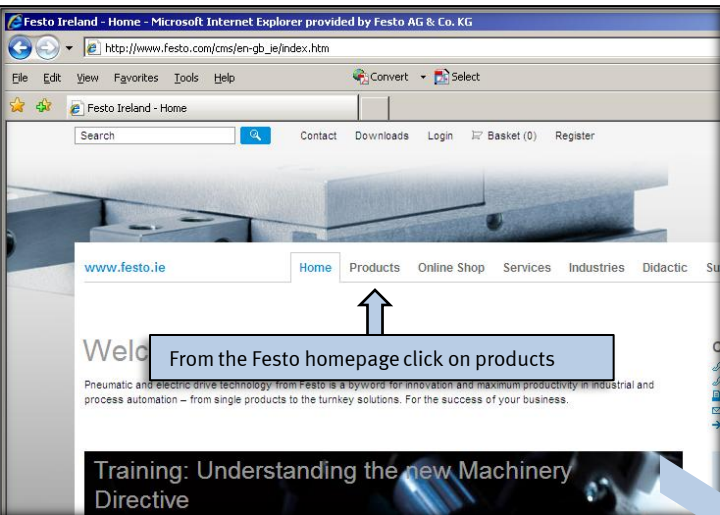 Festo Ireland - Home - Microsoft Internet Explorer provided by Festo AG & Co. KG
http://www.festo.com/cms/en-gb_ie/index.htm
File Edit View Favorites Tools Help Convert Select
Festo Ireland - Home
Search Contact Downloads Login Basket (0) Register
www.festo.ie Home Products Online Shop Services Industries Didactic Su
Welc
From the Festo homepage click on products
Pneumatic and electric drive technology from Festo is a byword for innovation and maximum productivity in industrial and
process automation – from single products to the turnkey solutions. For the success of your business.
Training: Understanding the new Machinery
Directive